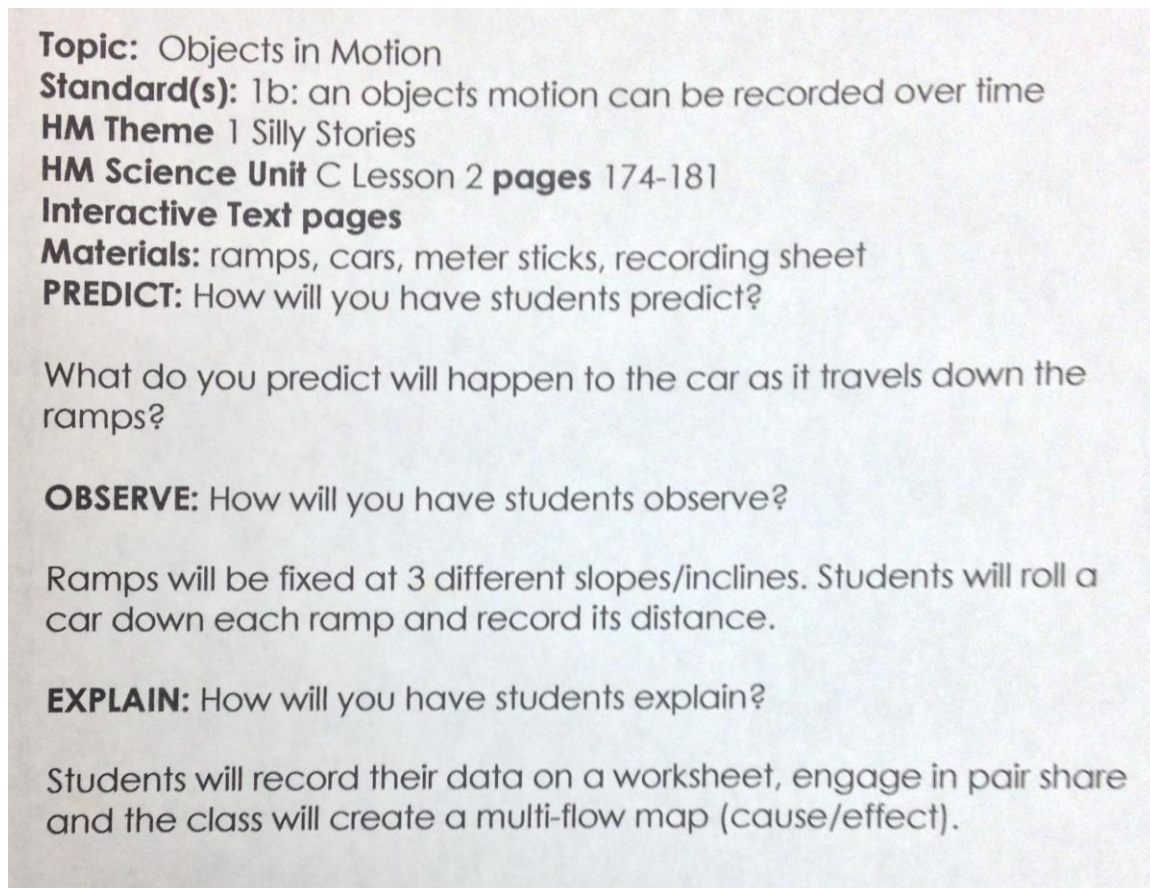 Topic: Objects in Motion
Standard(s): 1b: an objects motion can be recorded over time
HM Theme 1 Silly Stories
HM Science Unit C Lesson 2 pages 174-181
Interactive Text pages
Materials: ramps, cars, meter sticks, recording sheet
PREDICT: How will you have students predict?
What do you predict will happen to the car as it travels down the
ramps?
OBSERVE: How will you have students observe?
Ramps will be fixed at 3 different slopes/inclines. Students will roll a
car down each ramp and record its distance.
EXPLAIN: How will you have students explain?
Students will record their data on a worksheet, engage in pair share
and the class will create a multi-flow map (cause/effect).